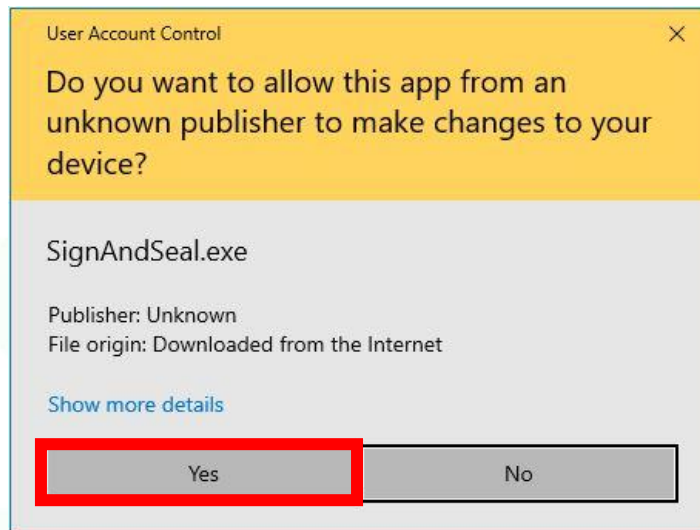 User Account Control
Do you want to allow this app from an
unknown publisher to make changes to your
device?
SignAndSeal.exe
Publisher: Unknown
File origin: Downloaded from the Internet
Show more details
Yes
No